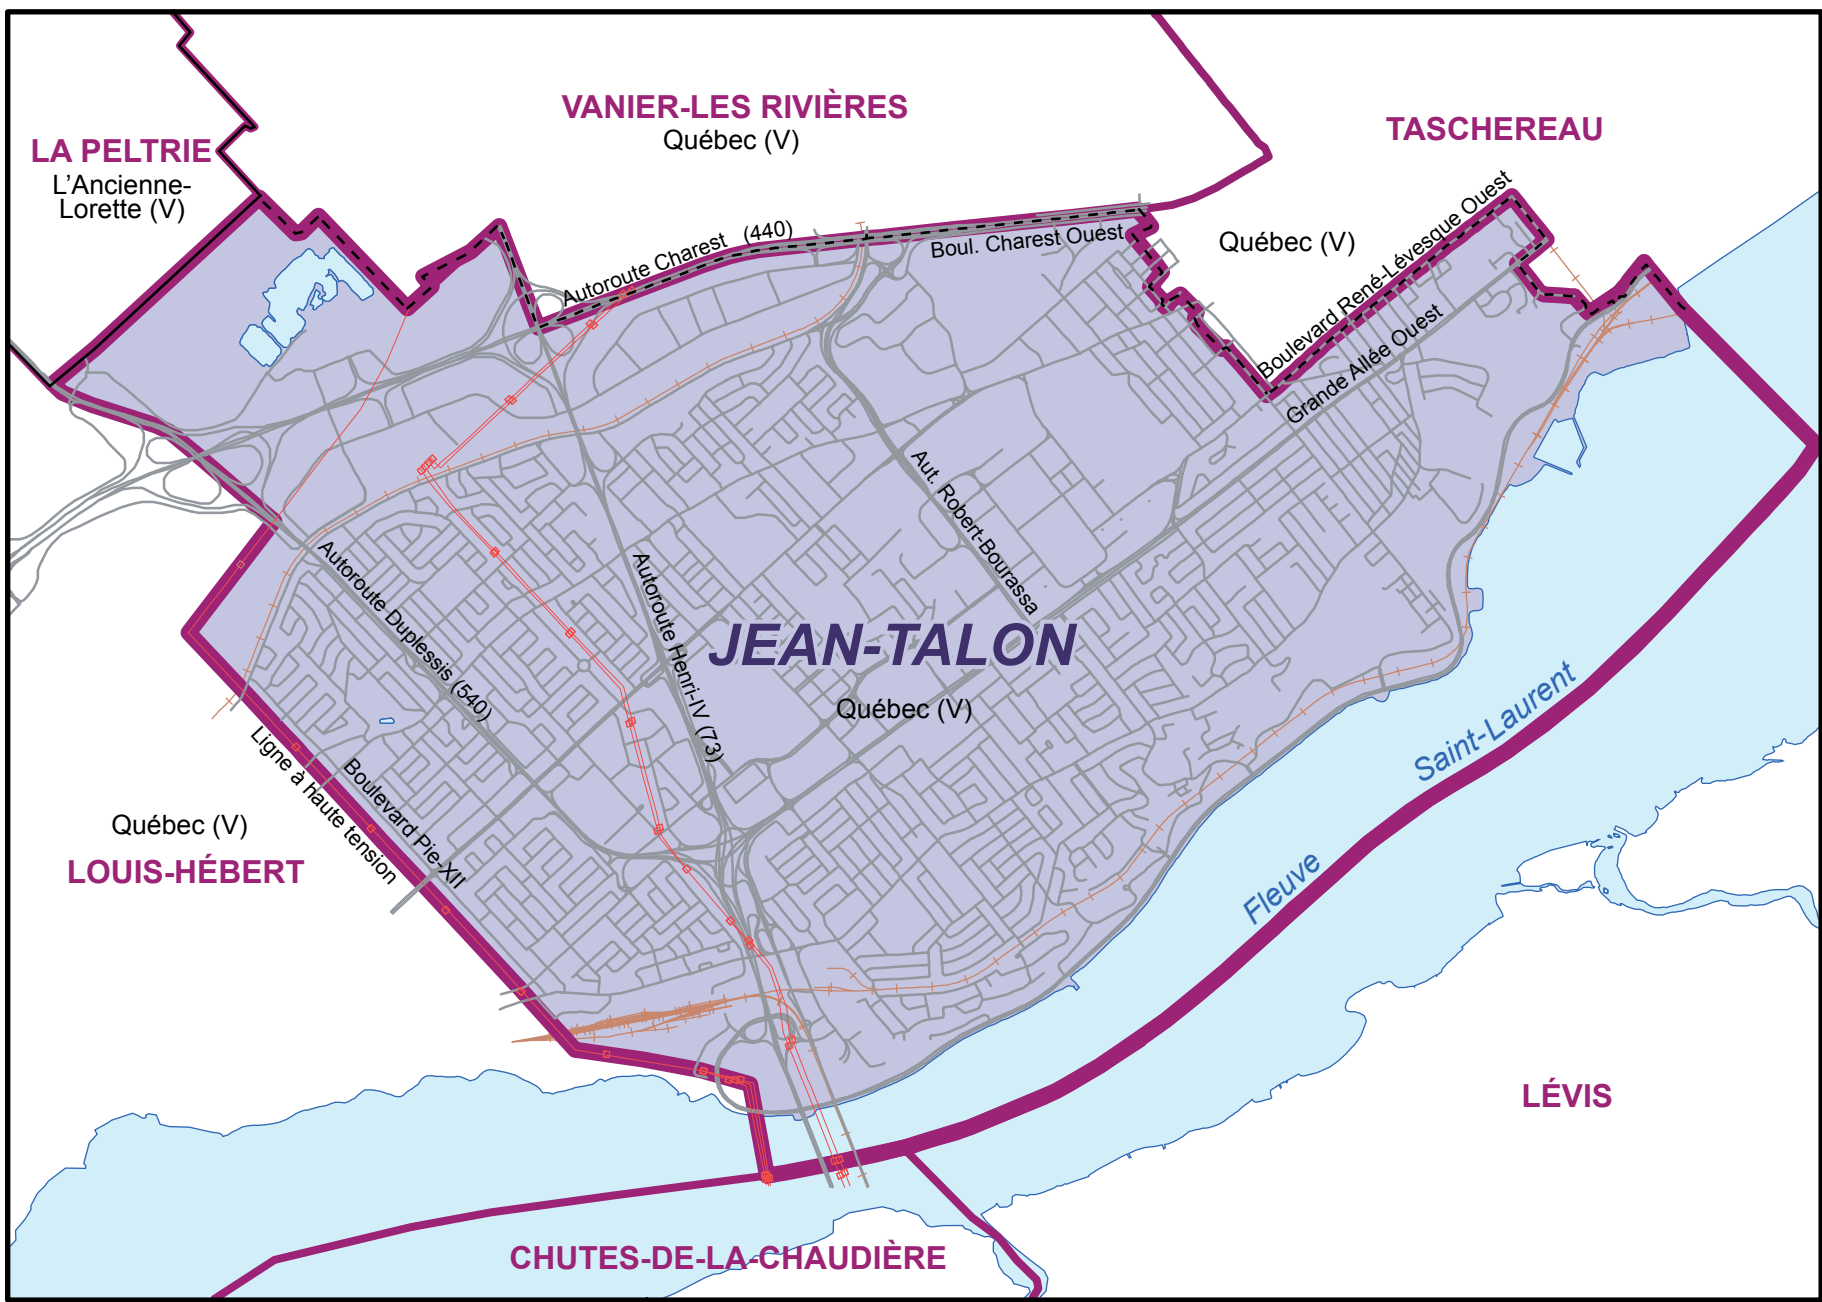 VANIER-LES RIVIÈRES
Québec (V)
TASCHEREAU
LA PELTRIE
L'Ancienne-
Lorette (V)
Québec (V)
Autoroute Charest (440)
Boul. Charest Ouest
Boulevard René-Lévesque Ouest
Grande Allée Ouest
Aut. Robert-Bourassa
Autoroute Duplessis (540)
Autoroute Henri-IV (73)
JEAN-TALON
Québec (V)
Ligne à haute tension
Boulevard Pie-XII
Québec (V)
LOUIS-HÉBERT
Fleuve Saint-Laurent
LÉVIS
CHUTES-DE-LA-CHAUDIÈRE